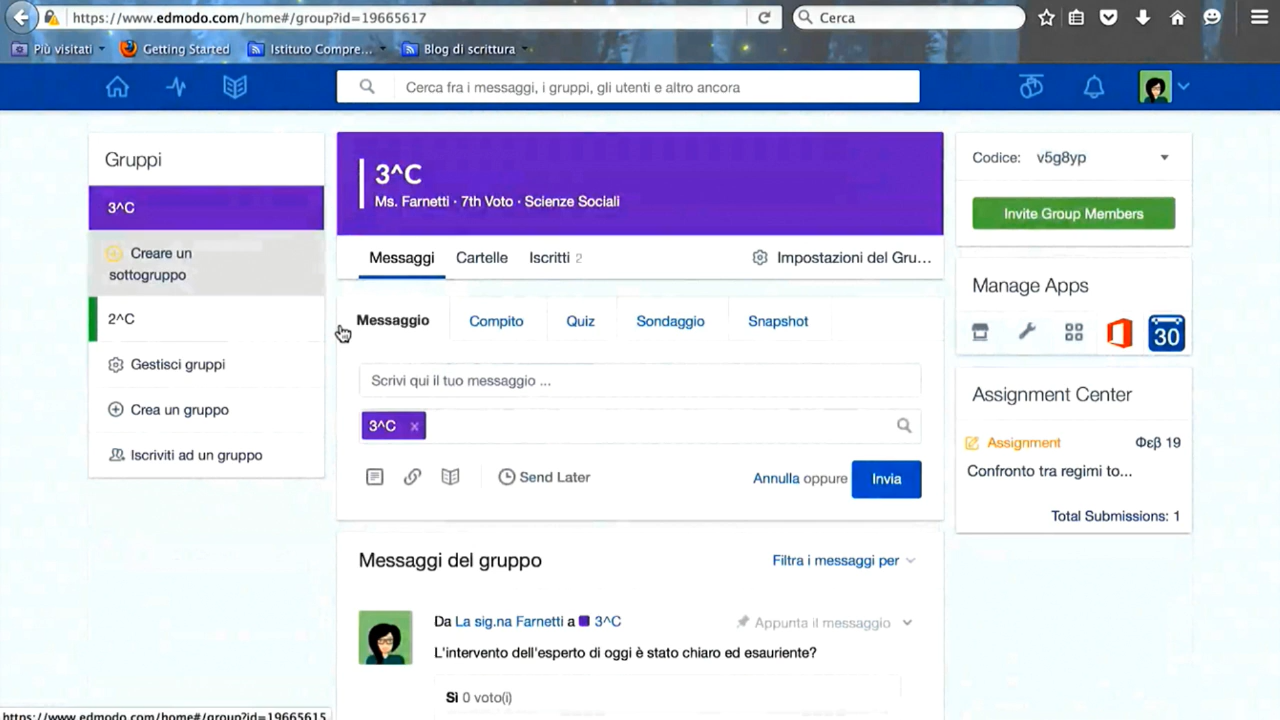 https://www.edmodo.com/home#/group?id=19665617
Cerca
Più visitati
Getting Started
Istituto Compre...
Blog di scrittura
Cerca fra i messaggi, i gruppi, gli utenti e altro ancora
Gruppi
3^C
Creare un
sottogruppo
2^C
Gestisci gruppi
Crea un gruppo
Iscriviti ad un gruppo
3^C
Ms. Farnetti · 7th Voto · Scienze Sociali
Messaggi
Cartelle
Iscritti 2
Impostazioni del Gru...
Messaggio
Compito
Quiz
Sondaggio
Snapshot
Scrivi qui il tuo messaggio ...
3^C x
Send Later
Annulla oppure
Invia
Messaggi del gruppo
Filtra i messaggi per
Da La sig.na Farnetti a 3^C
Appunta il messaggio
L'intervento dell'esperto di oggi è stato chiaro ed esauriente?
Sì 0 voto(i)
Codice: v5g8yp
Invite Group Members
Manage Apps
30
Assignment Center
Assignment
Φεβ 19
Confronto tra regimi to...
Total Submissions: 1
https://www.edmodo.com/home#/group?id=19665615